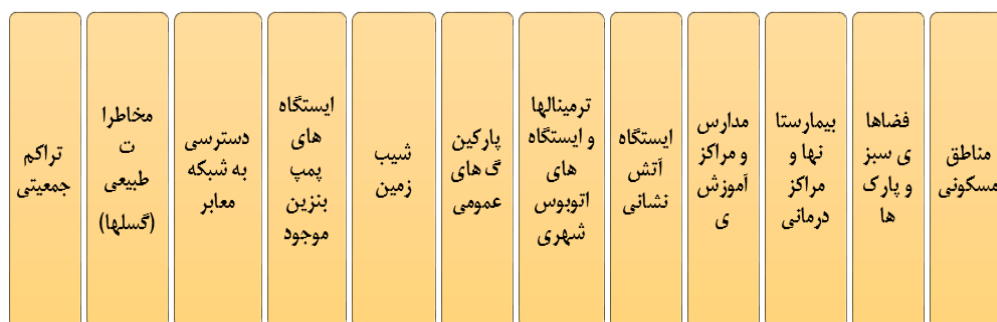 مناطق
مسکونی
فضاها
ی سبز
و پارک
ها
بیمارستا
نها و
مراکز
درمانی
مدارس
و مراکز
آموزش
ی
ایستگاه
آتش
نشانی
ترمینالها
و ایستگاه
های
اتوبوس
شهری
پارکین
گ های
عمومی
شیب
زمین
ایستگاه
های
پمپ
بنزین
موجود
دسترسی
به شبکه
معابر
مخاطرا
ت
طبیعی
(گسلها)
تراکم
جمعیتی